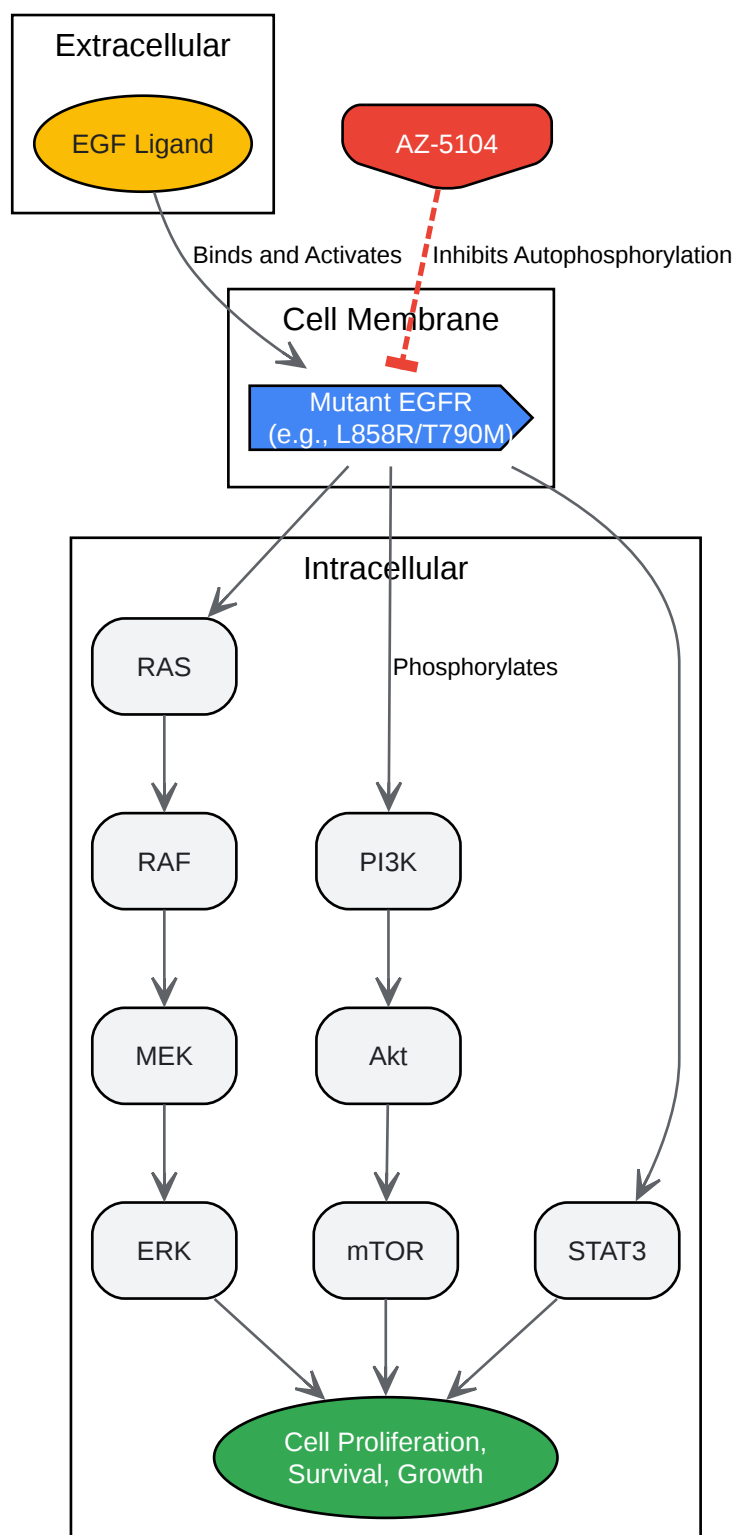 Extracellular
EGF Ligand
AZ-5104
Binds and Activates
Inhibits Autophosphorylation
Cell Membrane
Mutant EGFR
(e.g., L858R/T790M)
Intracellular
RAS
Phosphorylates
RAF
PI3K
MEK
Akt
ERK
mTOR
STAT3
Cell Proliferation,
Survival, Growth